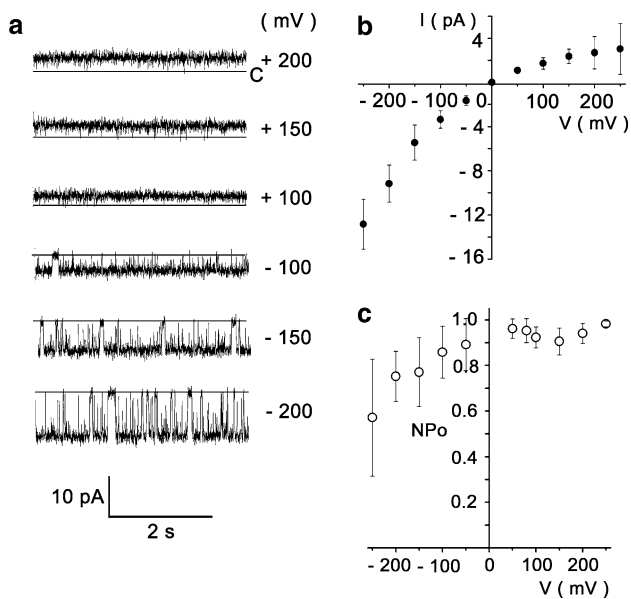 a
( mV )
+ 200
C
+ 150
+ 100
- 100
- 150
- 200
10 pA
2 s
b
I ( pA )
4
- 200 - 100 0 100 200
V ( mV )
- 4
- 8
- 12
- 16
c
1.0
0.8
0.6
NPo
0.4
0.2
- 200 - 100 0 100 200
V ( mV )